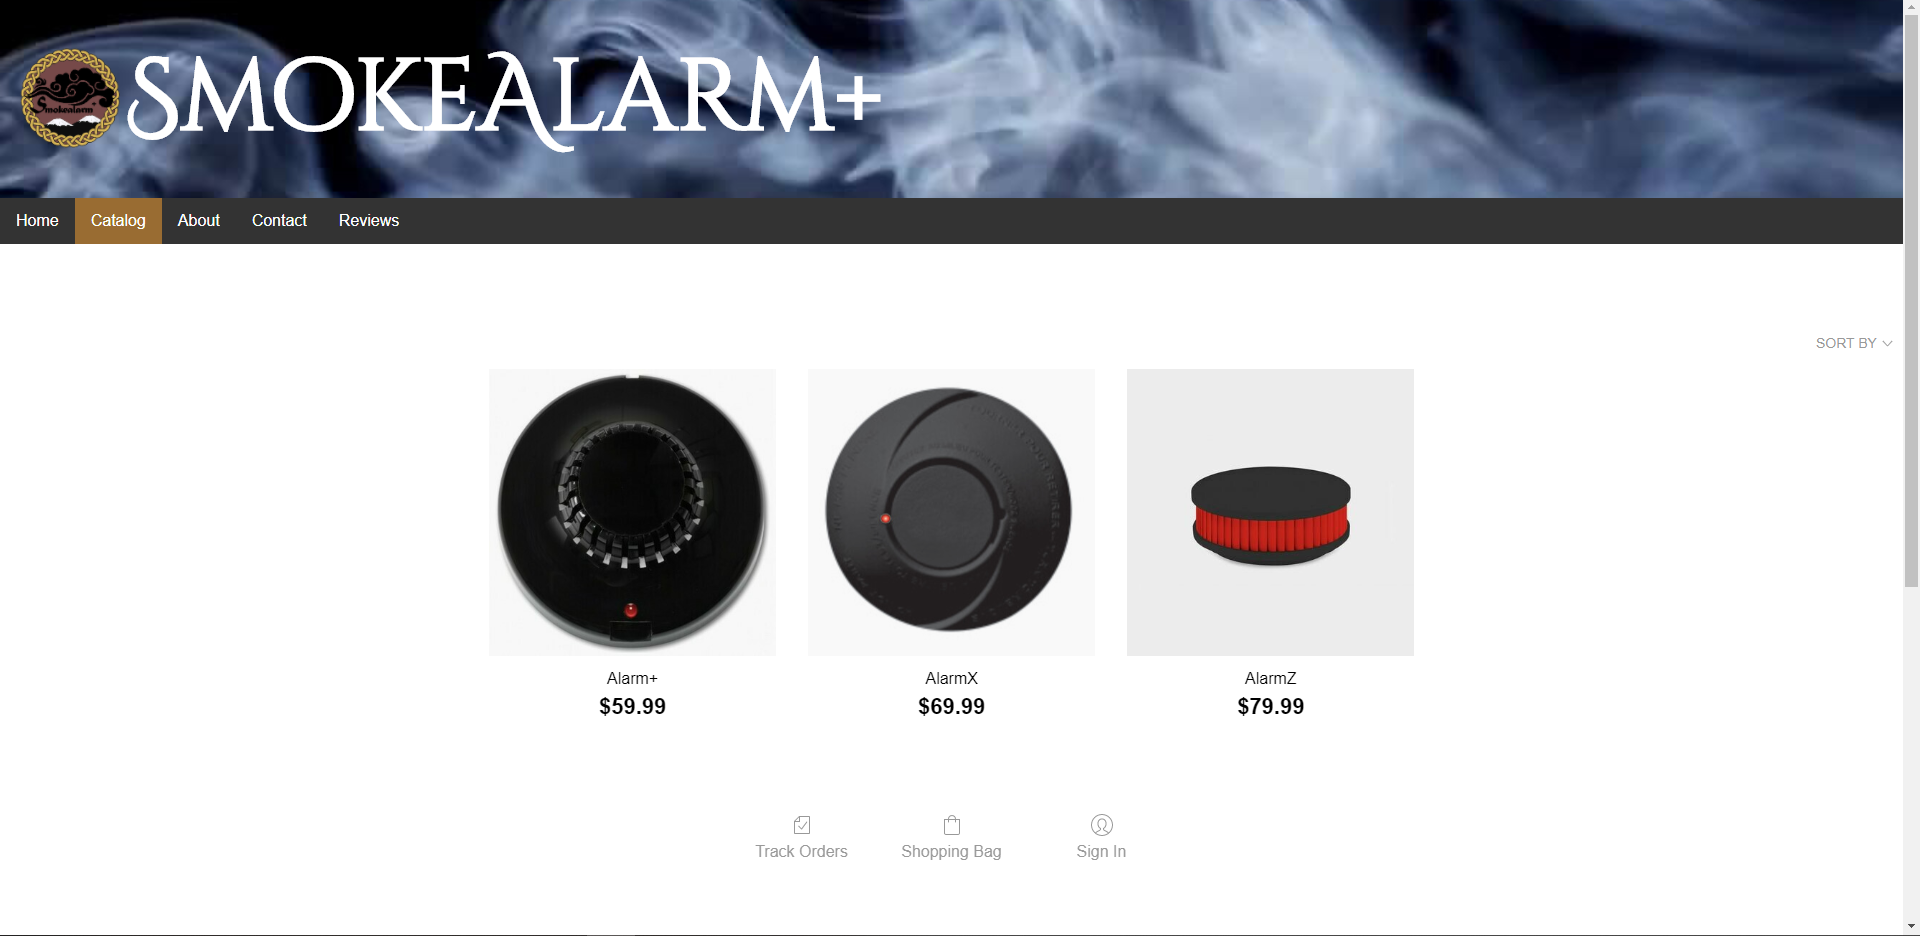 Smokealarm
SMOKEALARM+
Home Catalog About Contact Reviews
SORT BY
Alarm+ AlarmX AlarmZ
$59.99 $69.99 $79.99
Track Orders Shopping Bag Sign In